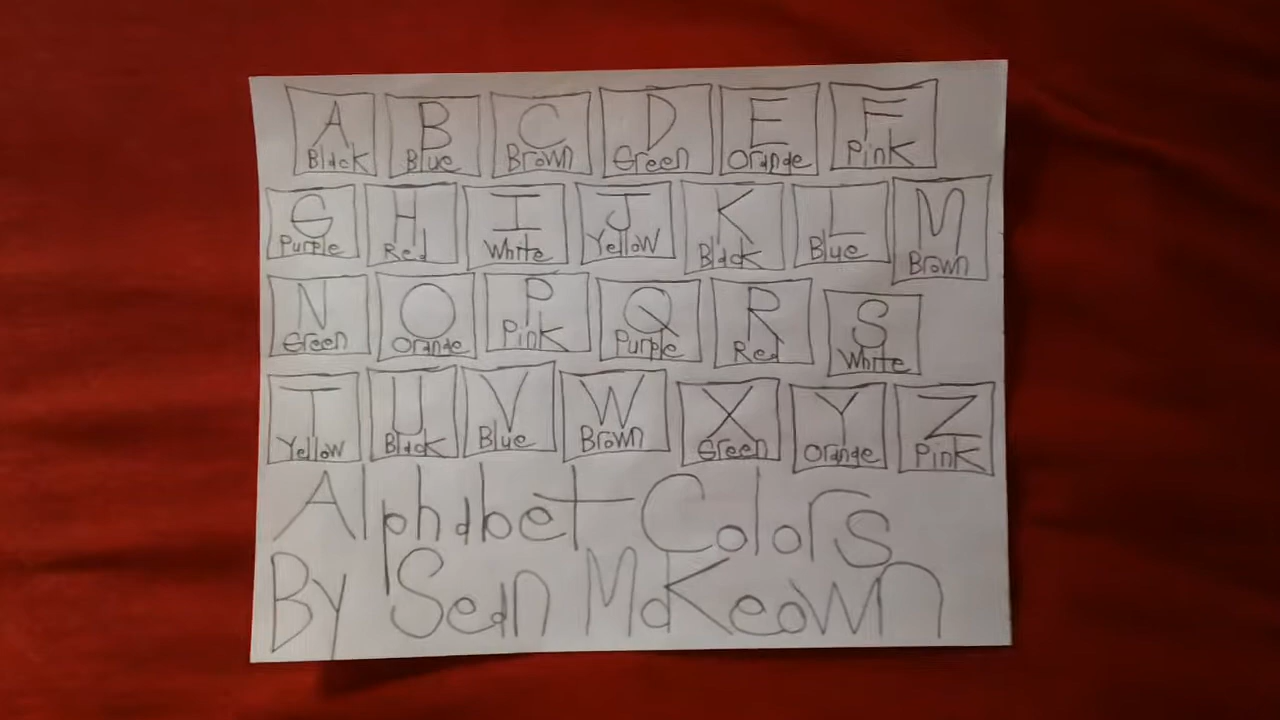 A B C D E F
Black Blue Brown Green Orange Pink
G H I J K L M
Purple Red White Yellow Black Blue Brown
N O P Q R S
Green Orange Pink Purple Red White
T U V W X Y Z
Yellow Black Blue Brown Green Orange Pink
Alphabet Colors
By Sean McKeown